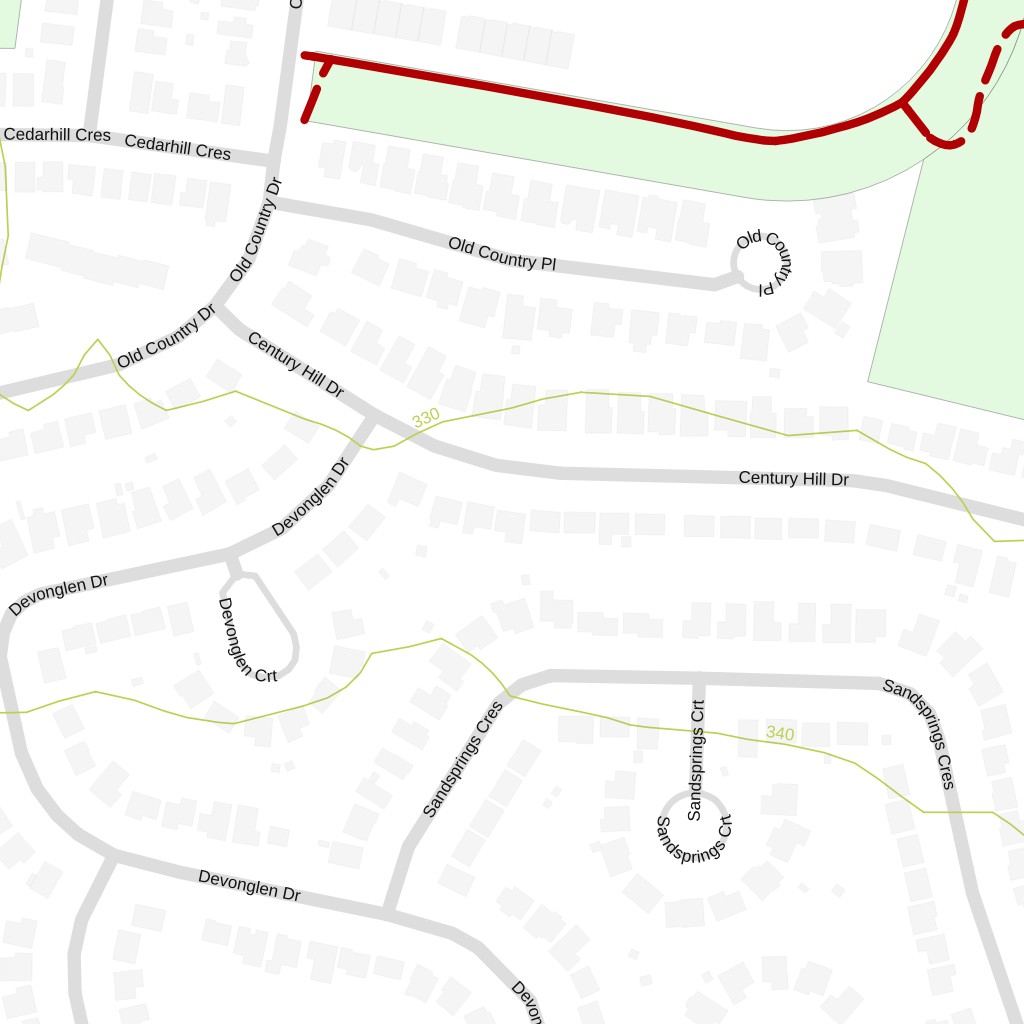 C
Cedarhill Cres
Cedarhill Cres
Old Country Dr
Old Country Pl
Old Country Pl
Old Country Dr
Century Hill Dr
330
Century Hill Dr
Devonglen Dr
Devonglen Dr
Devonglen Crt
Sandsprings Cres
Sandsprings Crt
340
Sandsprings Cres
Sandsprings Crt
Devonglen Dr
Devon